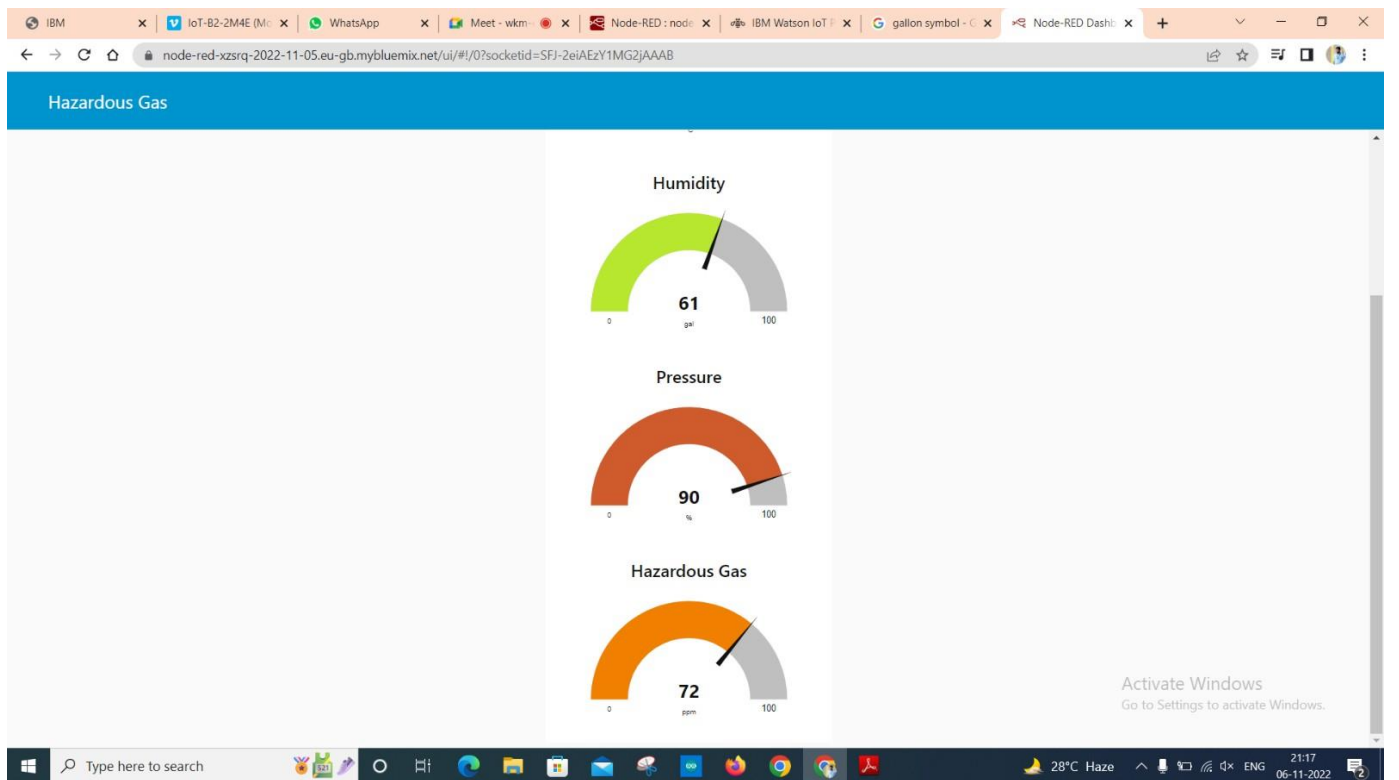 IBM
IoT-B2-2M4E (Mo
WhatsApp
Meet - wkm-
Node-RED : node
IBM Watson IoT P
gallon symbol - G
Node-RED Dashb
node-red-xzsrq-2022-11-05.eu-gb.mybluemix.net/ui/#!/0?socketid=SFJ-2eiAEzY1MG2jAAAB
Hazardous Gas
Humidity
61
gal
0 100
Pressure
90
%
0 100
Hazardous Gas
72
ppm
0 100
Activate Windows
Go to Settings to activate Windows.
Type here to search
28°C Haze
ENG
21:17
06-11-2022
2